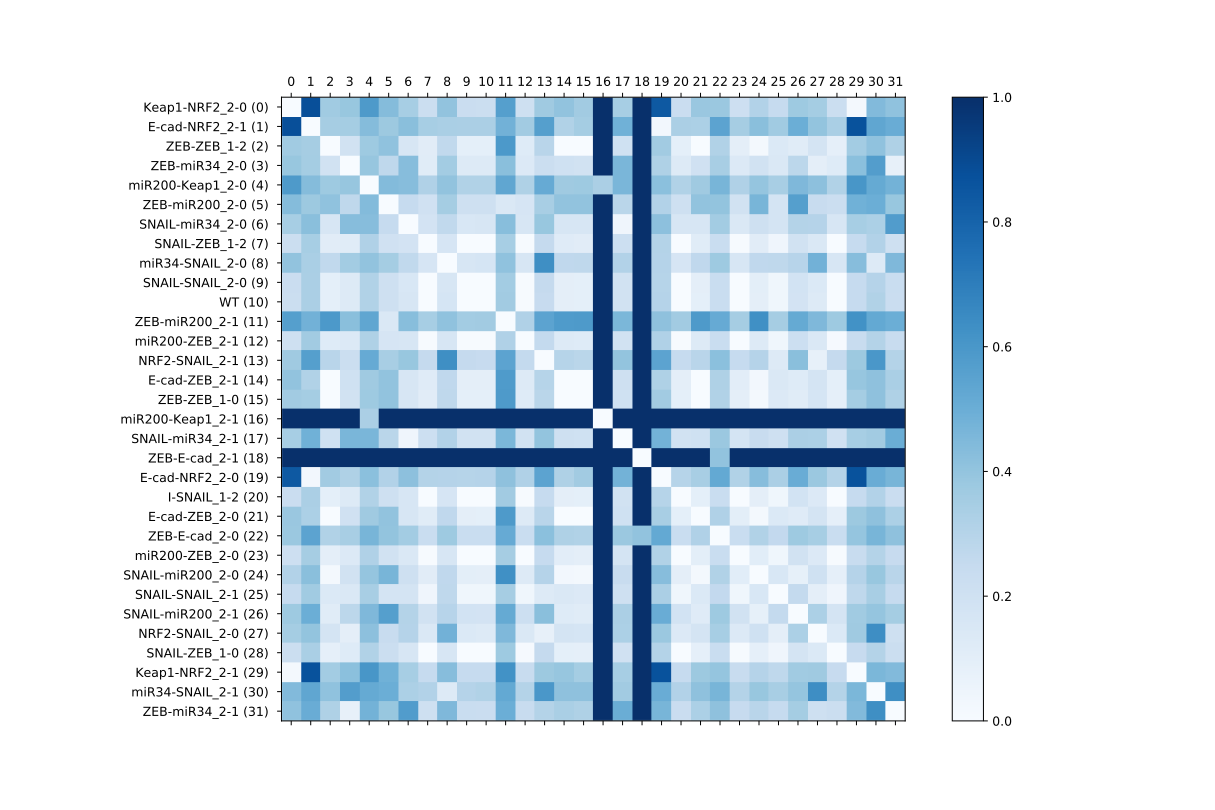 0 1 2 3 4 5 6 7 8 9 10 11 12 13 14 15 16 17 18 19 20 21 22 23 24 25 26 27 28 29 30 31
Keap1-NRF2_2-0 (0)
E-cad-NRF2_2-1 (1)
ZEB-ZEB_1-2 (2)
ZEB-miR34_2-0 (3)
miR200-Keap1_2-0 (4)
ZEB-miR200_2-0 (5)
SNAIL-miR34_2-0 (6)
SNAIL-ZEB_1-2 (7)
miR34-SNAIL_2-0 (8)
SNAIL-SNAIL_2-0 (9)
WT (10)
ZEB-miR200_2-1 (11)
miR200-ZEB_2-1 (12)
NRF2-SNAIL_2-1 (13)
E-cad-ZEB_2-1 (14)
ZEB-ZEB_1-0 (15)
miR200-Keap1_2-1 (16)
SNAIL-miR34_2-1 (17)
ZEB-E-cad_2-1 (18)
E-cad-NRF2_2-0 (19)
I-SNAIL_1-2 (20)
E-cad-ZEB_2-0 (21)
ZEB-E-cad_2-0 (22)
miR200-ZEB_2-0 (23)
SNAIL-miR200_2-0 (24)
SNAIL-SNAIL_2-1 (25)
SNAIL-miR200_2-1 (26)
NRF2-SNAIL_2-0 (27)
SNAIL-ZEB_1-0 (28)
Keap1-NRF2_2-1 (29)
miR34-SNAIL_2-1 (30)
ZEB-miR34_2-1 (31)
1.0
0.8
0.6
0.4
0.2
0.0